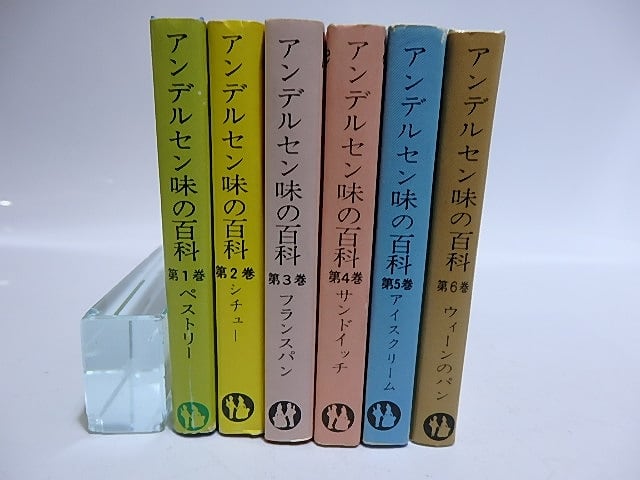 アンデルセン味の百科
第1巻
ペストリー
アンデルセン味の百科
第2巻
シチュー
アンデルセン味の百科
第3巻
フランスパン
アンデルセン味の百科
第4巻
サンドイッチ
アンデルセン味の百科
第5巻
アイスクリーム
アンデルセン味の百科
第6巻
ウィーンのパン